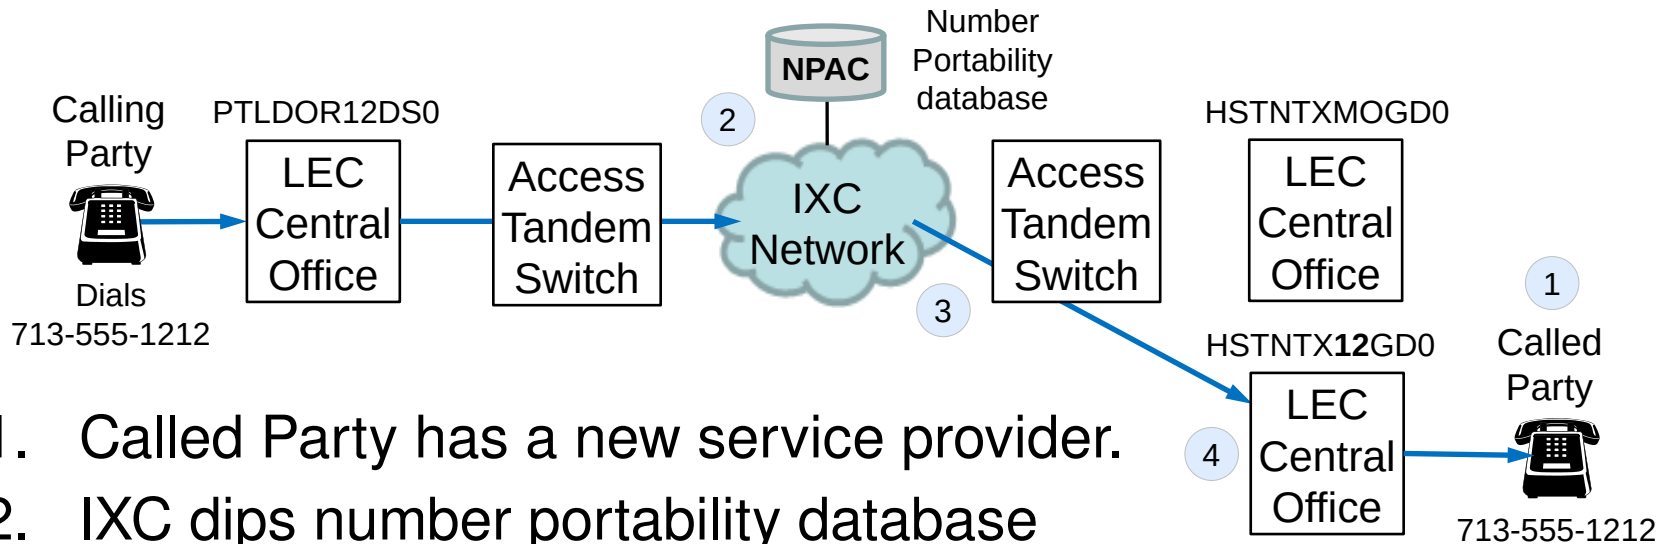 Number
Portability
database
NPAC
Calling
Party
PTLDOR12DS0
2
HSTNTXMOGD0
LEC
Central
Office
Access
Tandem
Switch
IXC
Network
Access
Tandem
Switch
LEC
Central
Office
Dials
713-555-1212
3
1
Called
Party
HSTNTX12GD0
LEC
Central
Office
4
713-555-1212
1. Called Party has a new service provider.
2. IXC dips number portability database